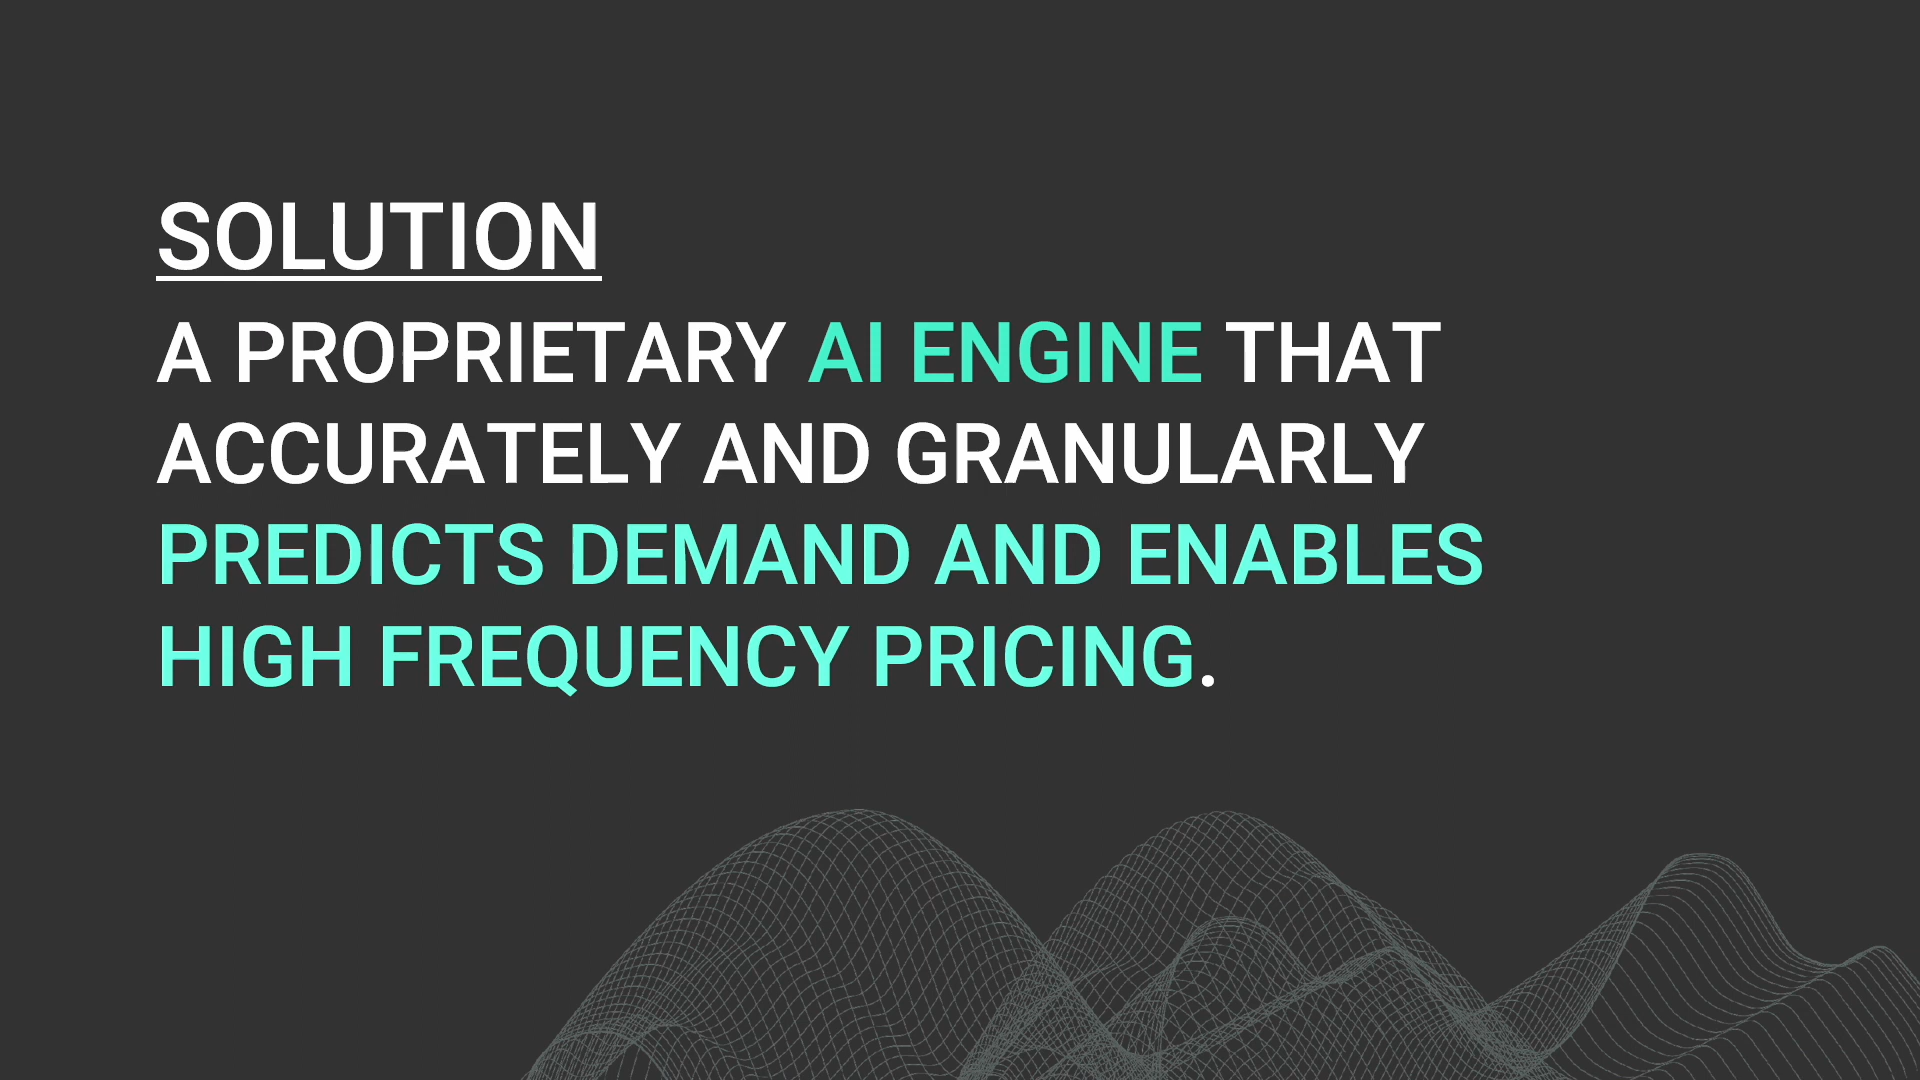 SOLUTION
A PROPRIETARY AI ENGINE THAT
ACCURATELY AND GRANULARLY
PREDICTS DEMAND AND ENABLES
HIGH FREQUENCY PRICING.